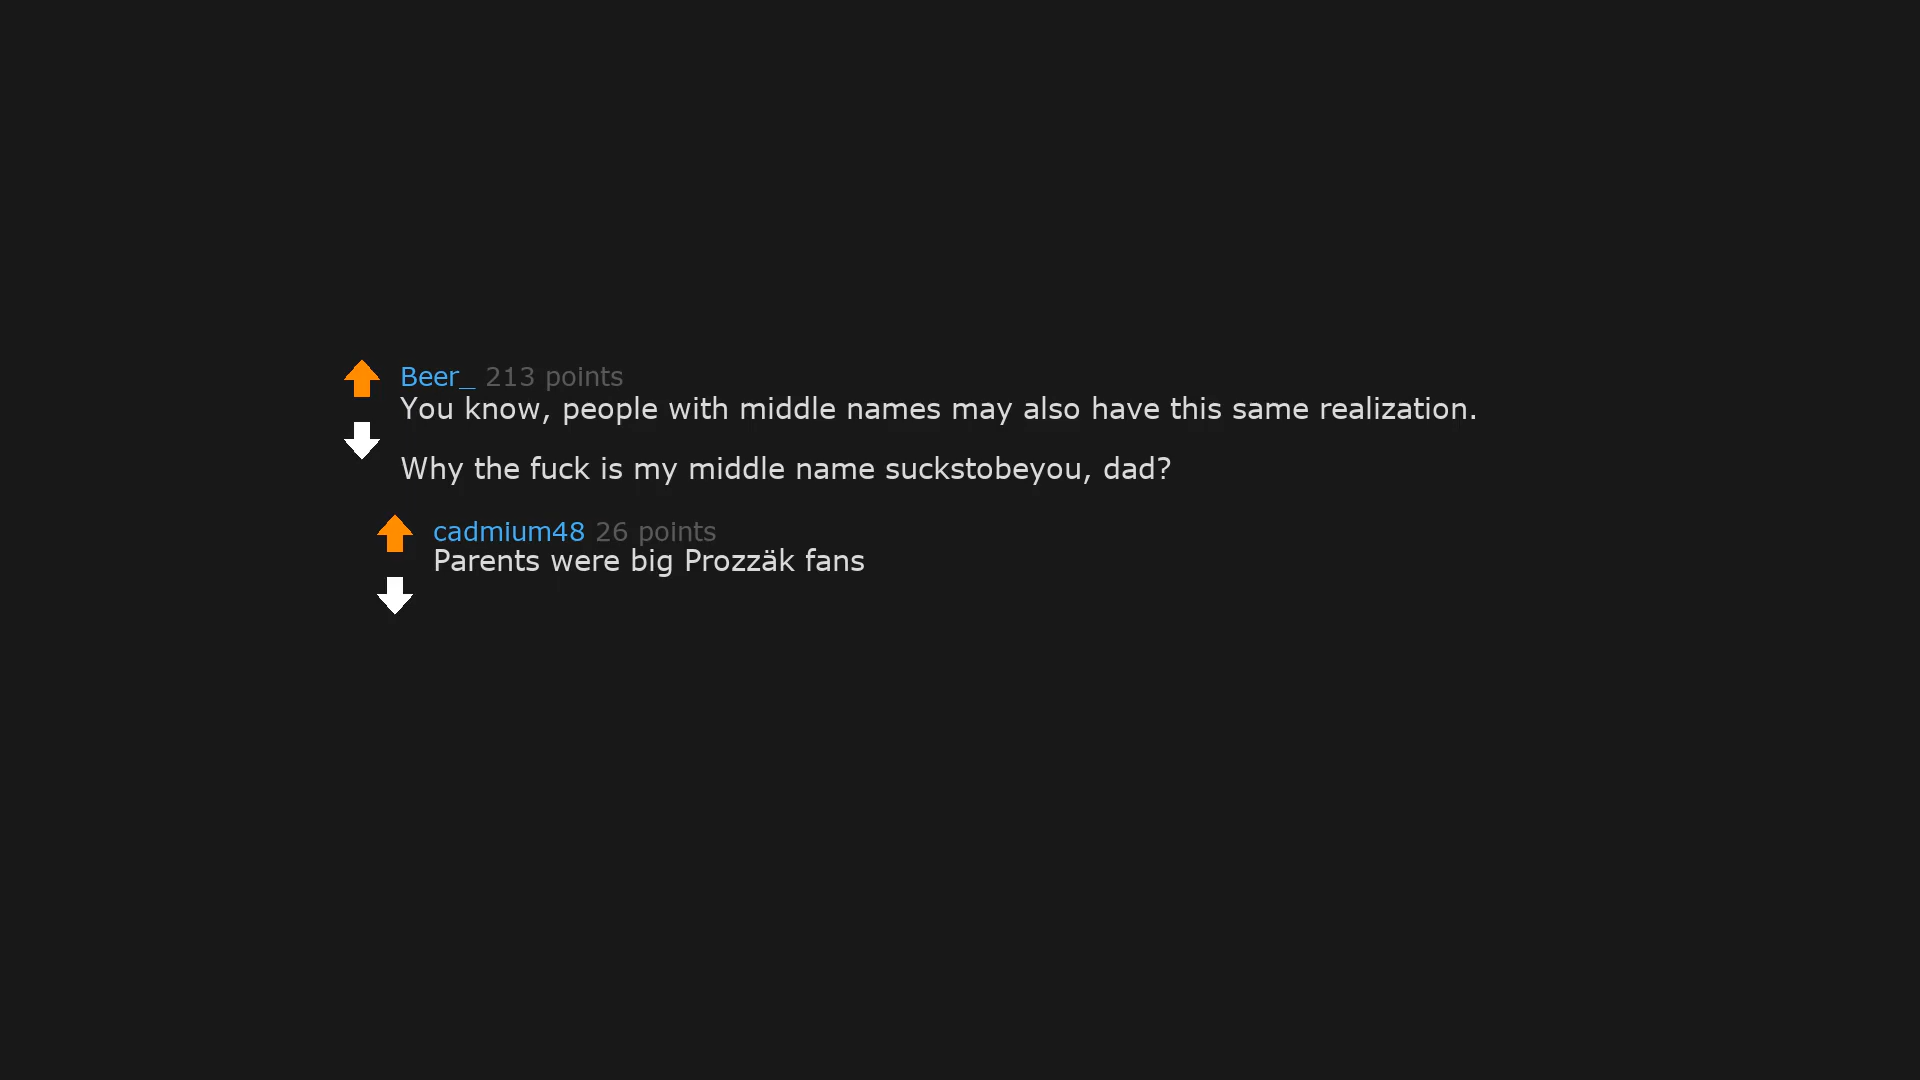 Beer_ 213 points
You know, people with middle names may also have this same realization.
Why the fuck is my middle name suckstobeyou, dad?
cadmium48 26 points
Parents were big Prozzäk fans